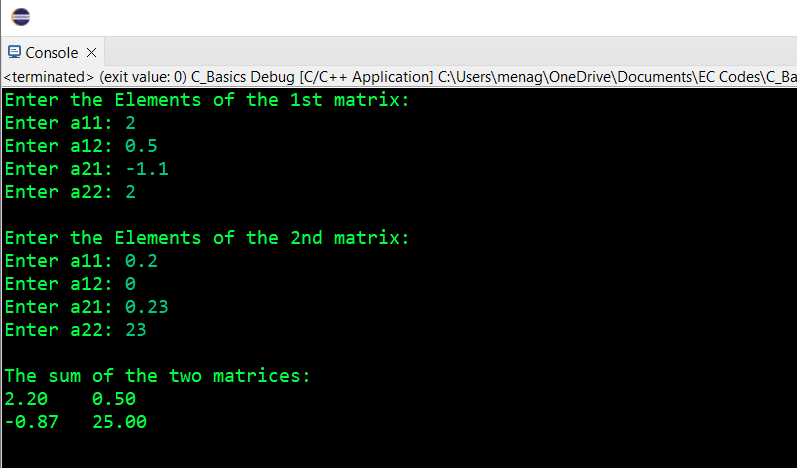 Console ×
<terminated> (exit value: 0) C_Basics Debug [C/C++ Application] C:\Users\menag\OneDrive\Documents\EC Codes\C_Ba
Enter the Elements of the 1st matrix:
Enter a11: 2
Enter a12: 0.5
Enter a21: -1.1
Enter a22: 2
Enter the Elements of the 2nd matrix:
Enter a11: 0.2
Enter a12: 0
Enter a21: 0.23
Enter a22: 23
The sum of the two matrices:
2.20    0.50
-0.87   25.00